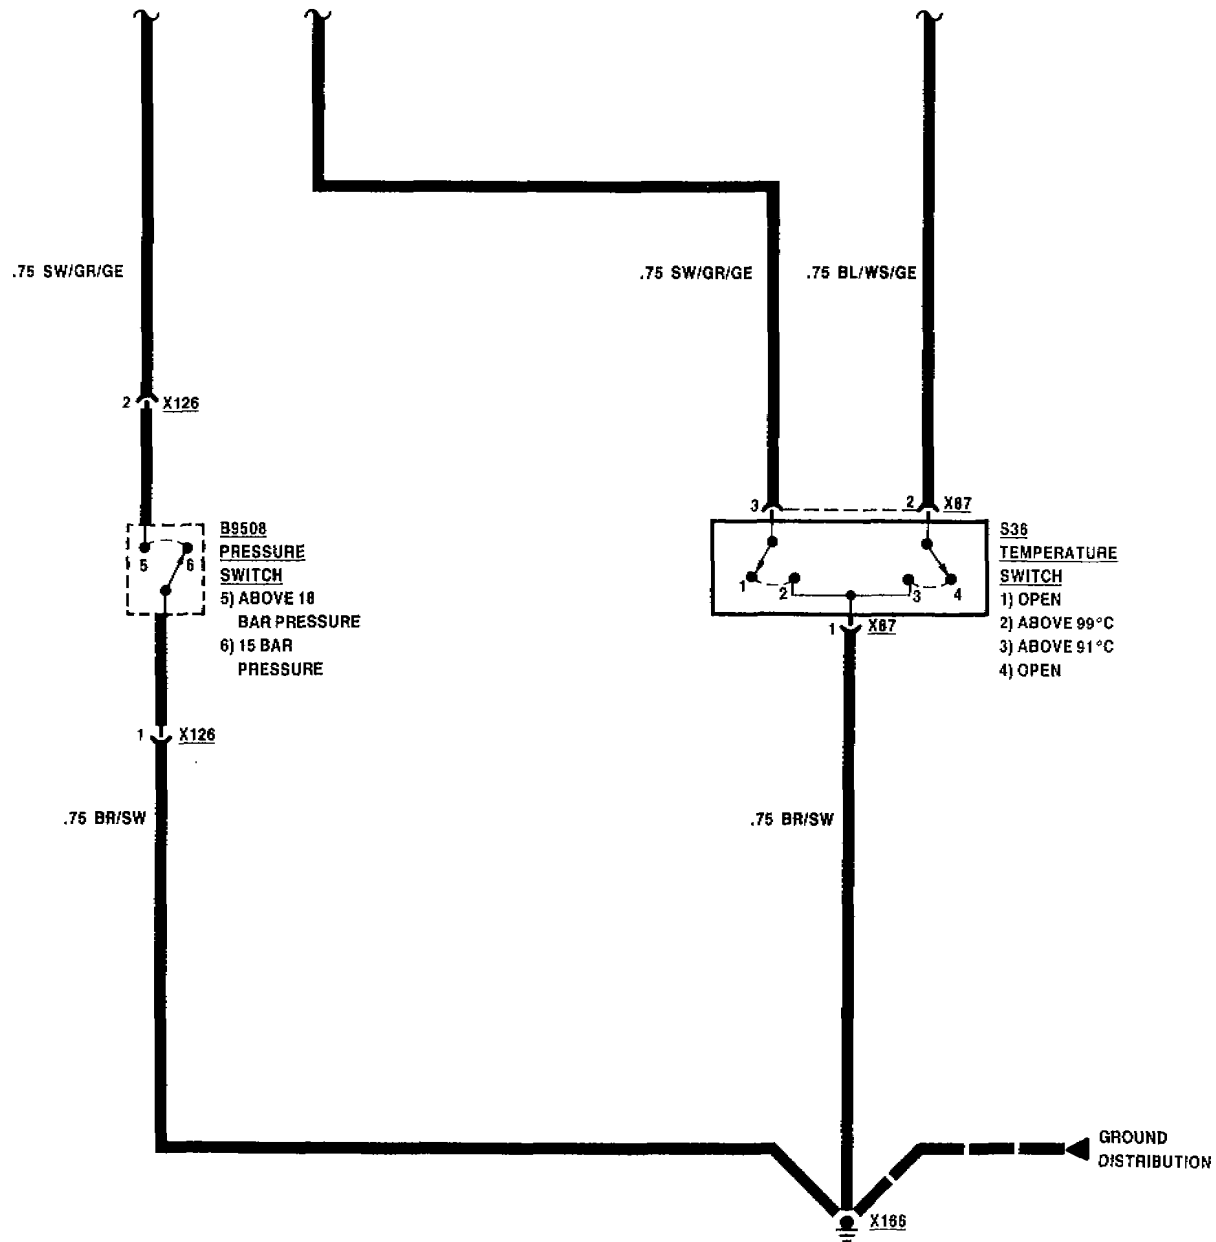 .75 SW/GR/GE
.75 SW/GR/GE
.75 BL/WS/GE
2 X126
3
2 X87
B9508
PRESSURE
SWITCH
5) ABOVE 18
BAR PRESSURE
6) 15 BAR
PRESSURE
5
6
S36
TEMPERATURE
SWITCH
1) OPEN
2) ABOVE 99°C
3) ABOVE 91°C
4) OPEN
1
2
3
4
1 X87
1 X126
.75 BR/SW
.75 BR/SW
GROUND
DISTRIBUTION
X166